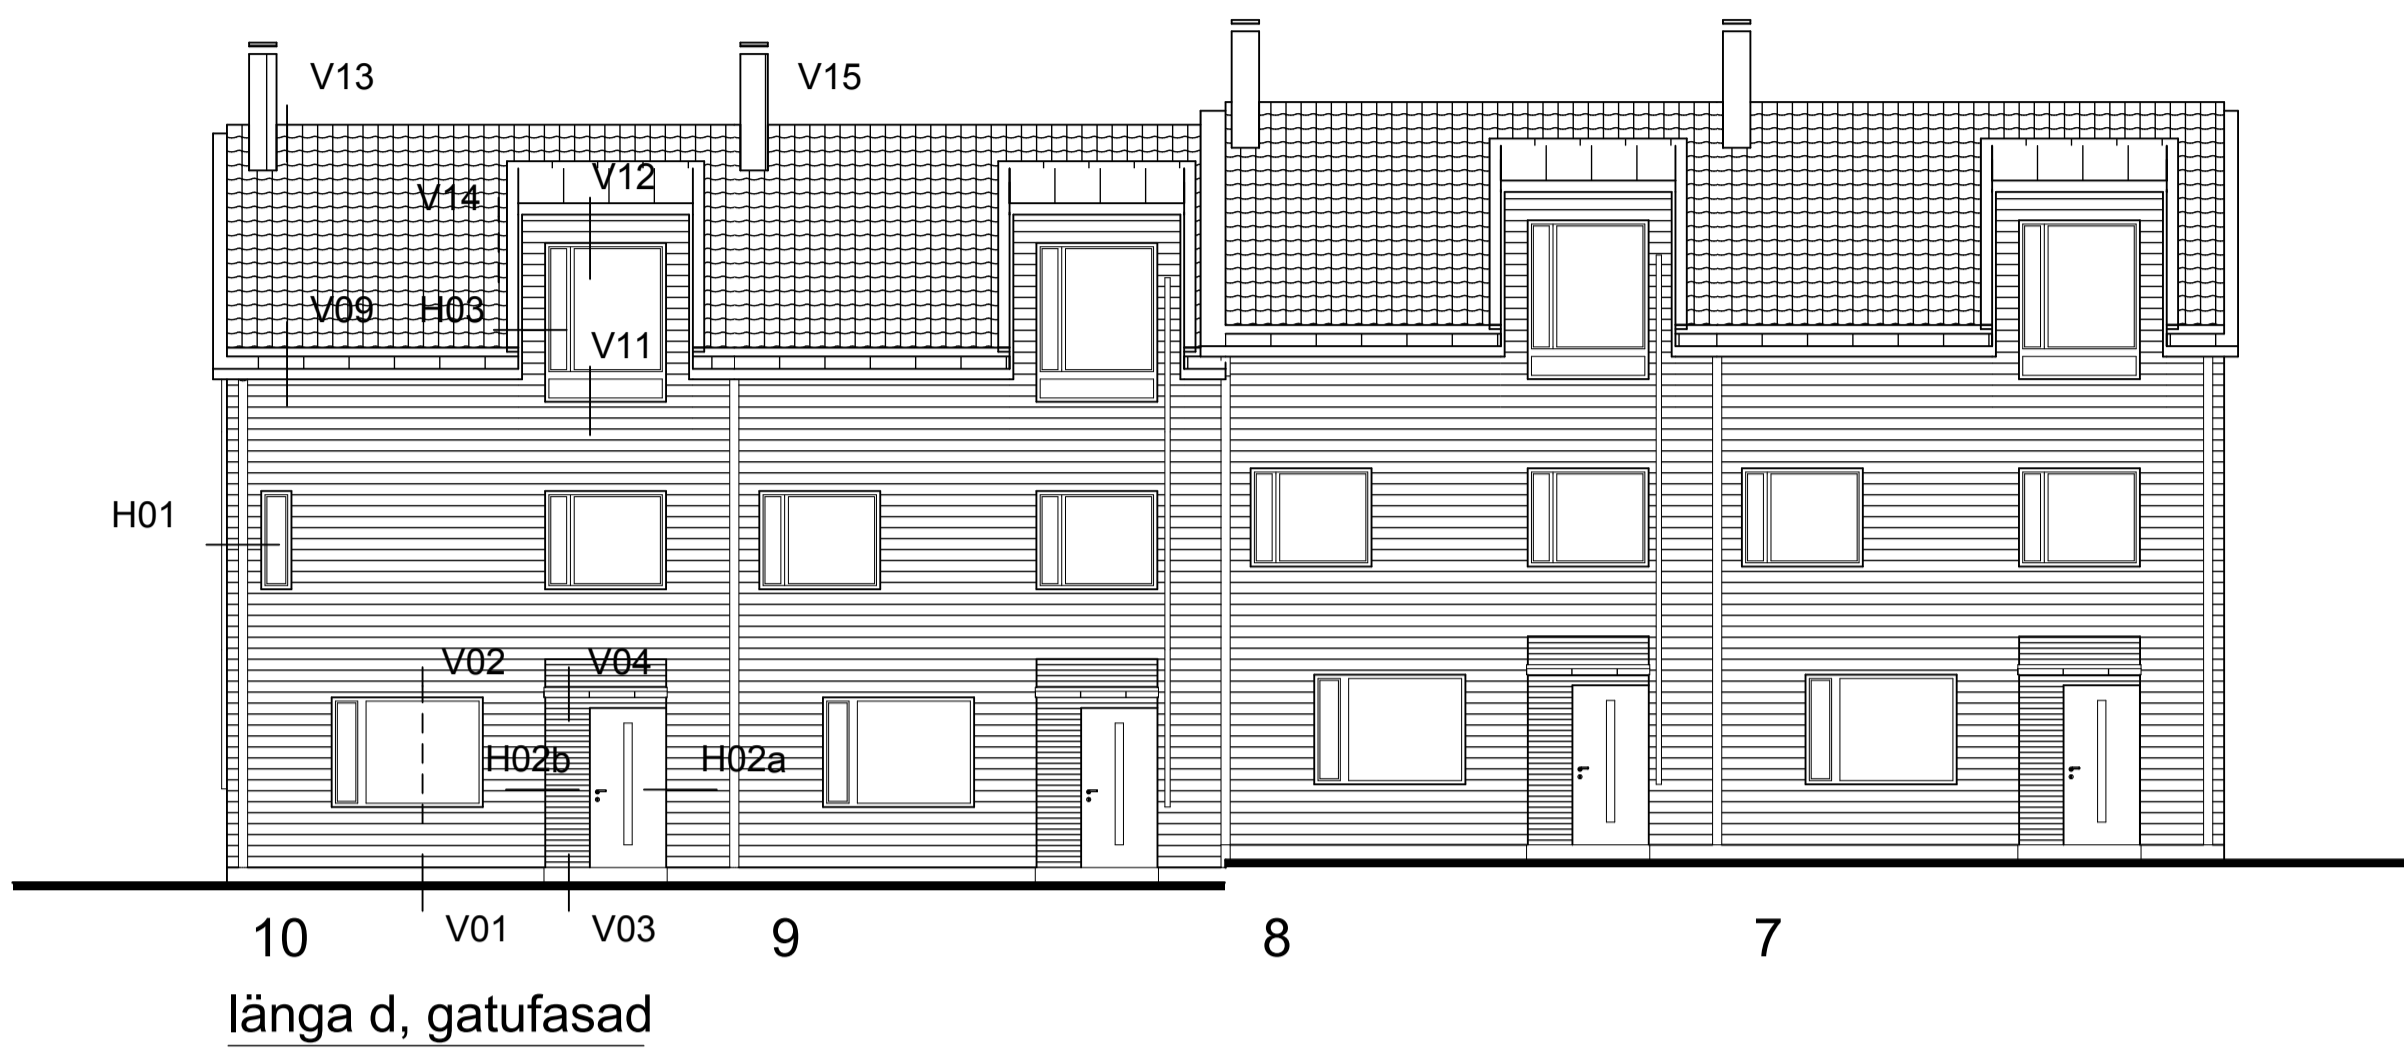 V13 V15
V14 V12
V09 H03
V11
H01
V02 V04
H02b H02a
V01 V03
10 9 8 7
länga d, gatufasad